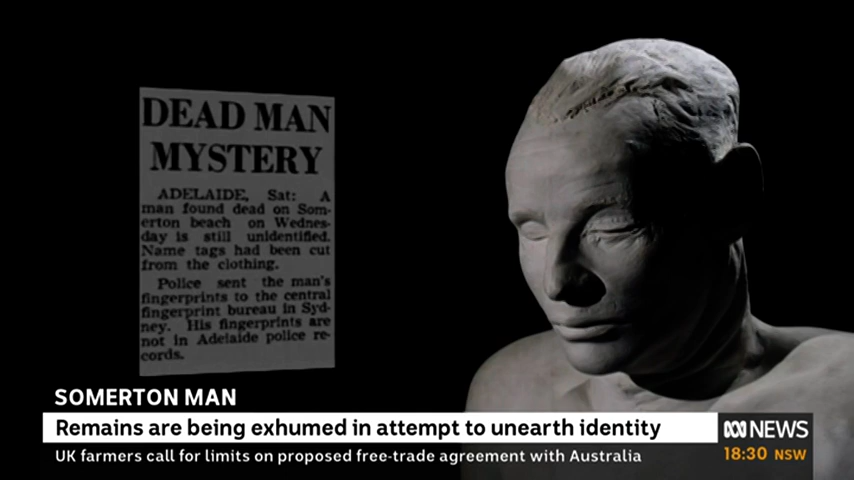 DEAD MAN
MYSTERY
ADELAIDE, Sat: A
man found dead on Som-
erton beach on Wednes-
day is still unidentified.
Name tags had been cut
from the clothing.
Police sent the man's
fingerprints to the central
fingerprint bureau in Syd-
ney. His fingerprints are
not in Adelaide police re-
cords.
SOMERTON MAN
Remains are being exhumed in attempt to unearth identity
ABC NEWS
UK farmers call for limits on proposed free-trade agreement with Australia
18:30 NSW